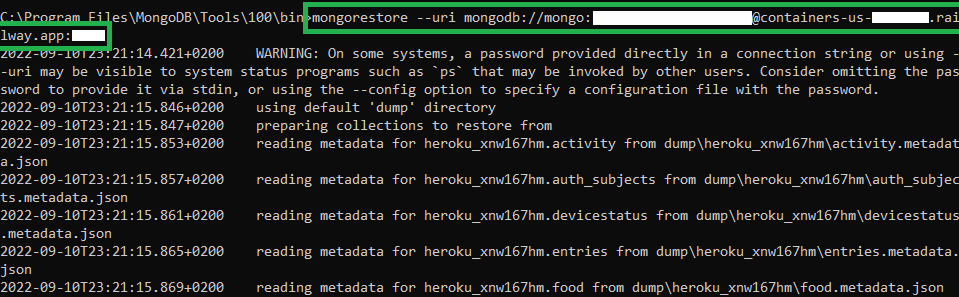 C:\Program Files\MongoDB\Tools\100\bin>mongorestore --uri mongodb://mongo: @containers-us- .rai
lway.app:
2022-09-10T23:21:14.421+0200    WARNING: On some systems, a password provided directly in a connection string or using -
-uri may be visible to system status programs such as `ps` that may be invoked by other users. Consider omitting the pas
sword to provide it via stdin, or using the --config option to specify a configuration file with the password.
2022-09-10T23:21:15.846+0200    using default 'dump' directory
2022-09-10T23:21:15.847+0200    preparing collections to restore from
2022-09-10T23:21:15.853+0200    reading metadata for heroku_xnw167hm.activity from dump\heroku_xnw167hm\activity.metadat
a.json
2022-09-10T23:21:15.857+0200    reading metadata for heroku_xnw167hm.auth_subjects from dump\heroku_xnw167hm\auth_subjec
ts.metadata.json
2022-09-10T23:21:15.861+0200    reading metadata for heroku_xnw167hm.devicestatus from dump\heroku_xnw167hm\devicestatus
.metadata.json
2022-09-10T23:21:15.865+0200    reading metadata for heroku_xnw167hm.entries from dump\heroku_xnw167hm\entries.metadata.
json
2022-09-10T23:21:15.869+0200    reading metadata for heroku_xnw167hm.food from dump\heroku_xnw167hm\food.metadata.json